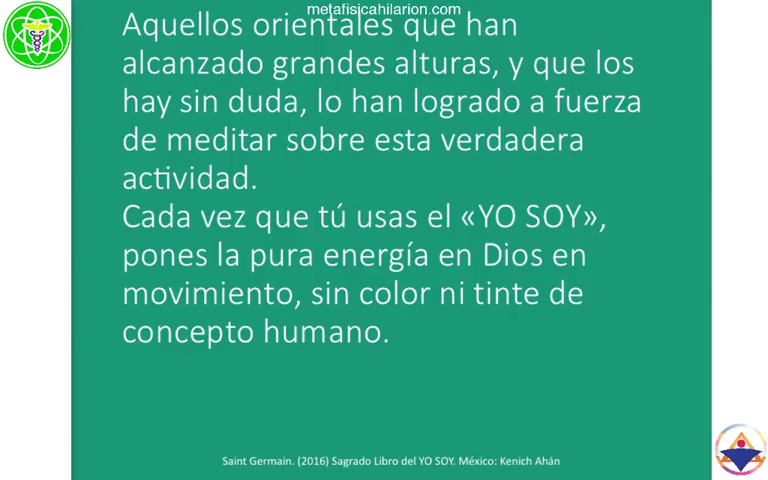 metafisicahilarion.com
Aquellos orientales que han
alcanzado grandes alturas, y que los
hay sin duda, lo han logrado a fuerza
de meditar sobre esta verdadera
actividad.
Cada vez que tú usas el «YO SOY»,
pones la pura energía en Dios en
movimiento, sin color ni tinte de
concepto humano.
Saint Germain. (2016) Sagrado Libro del YO SOY. México: Kenich Ahán